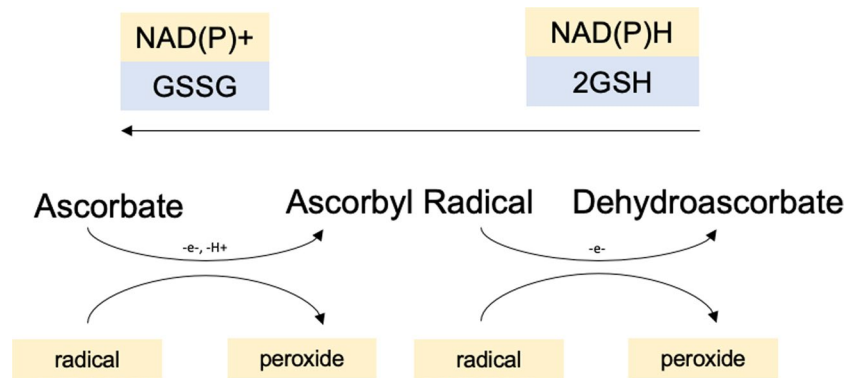 NAD(P)+
NAD(P)H
GSSG
2GSH
Ascorbate
Ascorbyl Radical
Dehydroascorbate
-e-, -H+
-e-
radical
peroxide
radical
peroxide